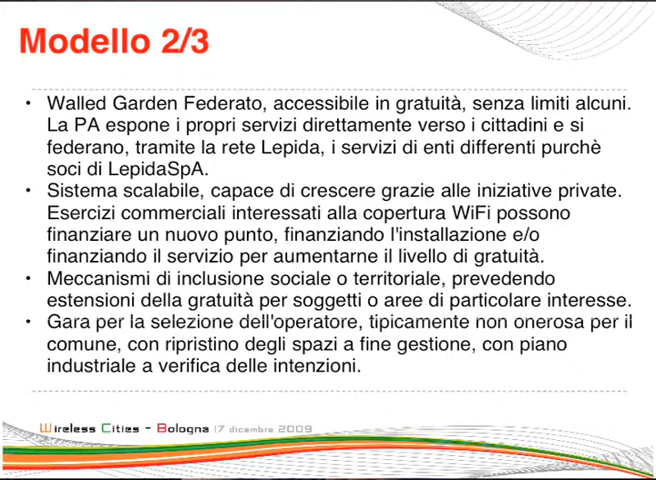 Modello 2/3
• Walled Garden Federato, accessibile in gratuità, senza limiti alcuni.
La PA espone i propri servizi direttamente verso i cittadini e si
federano, tramite la rete Lepida, i servizi di enti differenti purchè
soci di LepidaSpA.
• Sistema scalabile, capace di crescere grazie alle iniziative private.
Esercizi commerciali interessati alla copertura WiFi possono
finanziare un nuovo punto, finanziando l'installazione e/o
finanziando il servizio per aumentarne il livello di gratuità.
• Meccanismi di inclusione sociale o territoriale, prevedendo
estensioni della gratuità per soggetti o aree di particolare interesse.
• Gara per la selezione dell'operatore, tipicamente non onerosa per il
comune, con ripristino degli spazi a fine gestione, con piano
industriale a verifica delle intenzioni.
Wireless Cities - Bologna 17 dicembre 2009